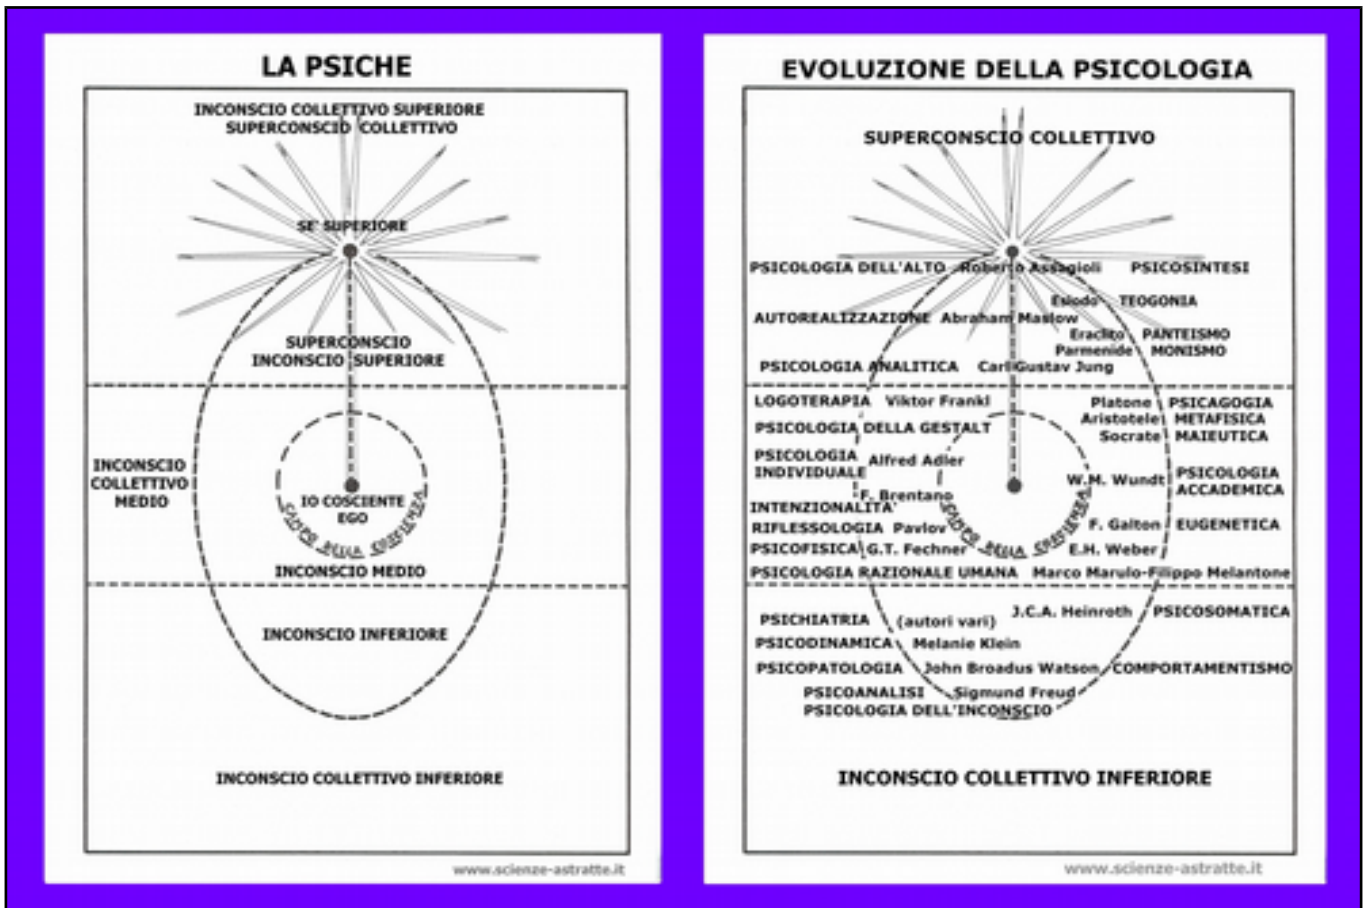 LA PSICHE
INCONSCIO COLLETTIVO SUPERIORE
SUPERCONSCIO COLLETTIVO
SE' SUPERIORE
SUPERCONSCIO
INCONSCIO SUPERIORE
INCONSCIO
COLLETTIVO
MEDIO
IO COSCIENTE
EGO
CAMPO DELLA COSCIENZA
INCONSCIO MEDIO
INCONSCIO INFERIORE
INCONSCIO COLLETTIVO INFERIORE
www.scienze-astratte.it
EVOLUZIONE DELLA PSICOLOGIA
SUPERCONSCIO COLLETTIVO
PSICOLOGIA DELL'ALTO Roberto Assagioli PSICOSINTESI
Esiodo TEOGONIA
AUTOREALIZZAZIONE Abraham Maslow
Eraclito PANTEISMO
Parmenide MONISMO
PSICOLOGIA ANALITICA Carl Gustav Jung
LOGOTERAPIA Viktor Frankl
Platone PSICAGOGIA
Aristotele METAFISICA
PSICOLOGIA DELLA GESTALT
Socrate MAIEUTICA
PSICOLOGIA
INDIVIDUALE Alfred Adler
W.M. Wundt PSICOLOGIA
ACCADEMICA
F. Brentano
INTENZIONALITA'
RIFLESSOLOGIA Pavlov
F. Galton EUGENETICA
CAMPO DELLA COSCIENZA
PSICOFISICA G.T. Fechner E.H. Weber
PSICOLOGIA RAZIONALE UMANA Marco Marulo-Filippo Melantone
J.C.A. Heinroth PSICOSOMATICA
PSICHIATRIA (autori vari)
PSICODINAMICA Melanie Klein
PSICOPATOLOGIA John Broadus Watson COMPORTAMENTISMO
PSICOANALISI Sigmund Freud
PSICOLOGIA DELL'INCONSCIO
INCONSCIO COLLETTIVO INFERIORE
www.scienze-astratte.it